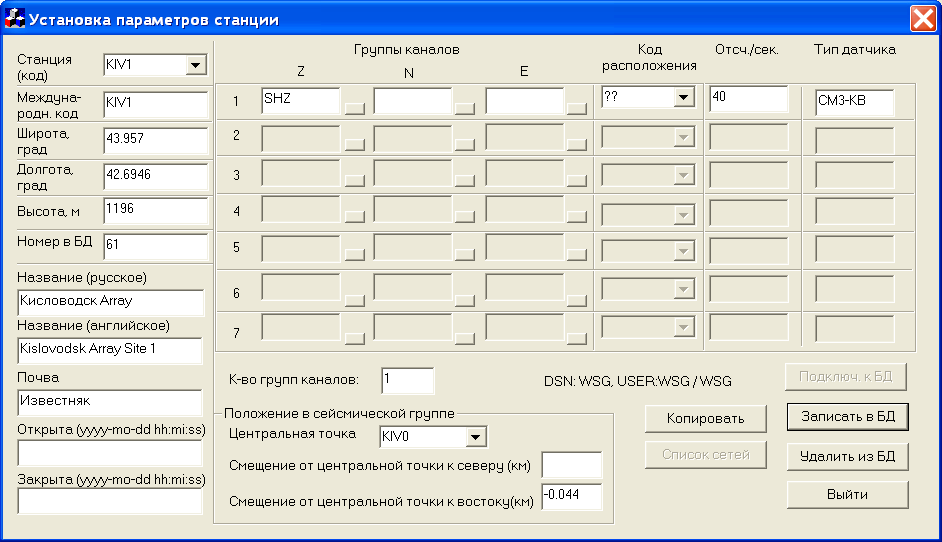 Установка параметров станции
Станция
(код)
KIV1
Междуна-
родн. код
KIV1
Широта,
град
43.957
Долгота,
град
42.6946
Высота, м
1196
Номер в БД
61
Название (русское)
Кисловодск Array
Название (английское)
Kislovodsk Array Site 1
Почва
Известняк
Открыта (yyyy-mo-dd hh:mi:ss)
Закрыта (yyyy-mo-dd hh:mi:ss)
Группы каналов
Z N E
Код
расположения
Отсч./сек.
Тип датчика
1 SHZ ?? 40 СМ3-КВ
2
3
4
5
6
7
К-во групп каналов: 1
DSN: WSG, USER:WSG / WSG
Положение в сейсмической группе
Центральная точка KIV0
Смещение от центральной точки к северу (км)
Смещение от центральной точки к востоку(км) -0.044
Копировать
Список сетей
Подключ. к БД
Записать в БД
Удалить из БД
Выйти